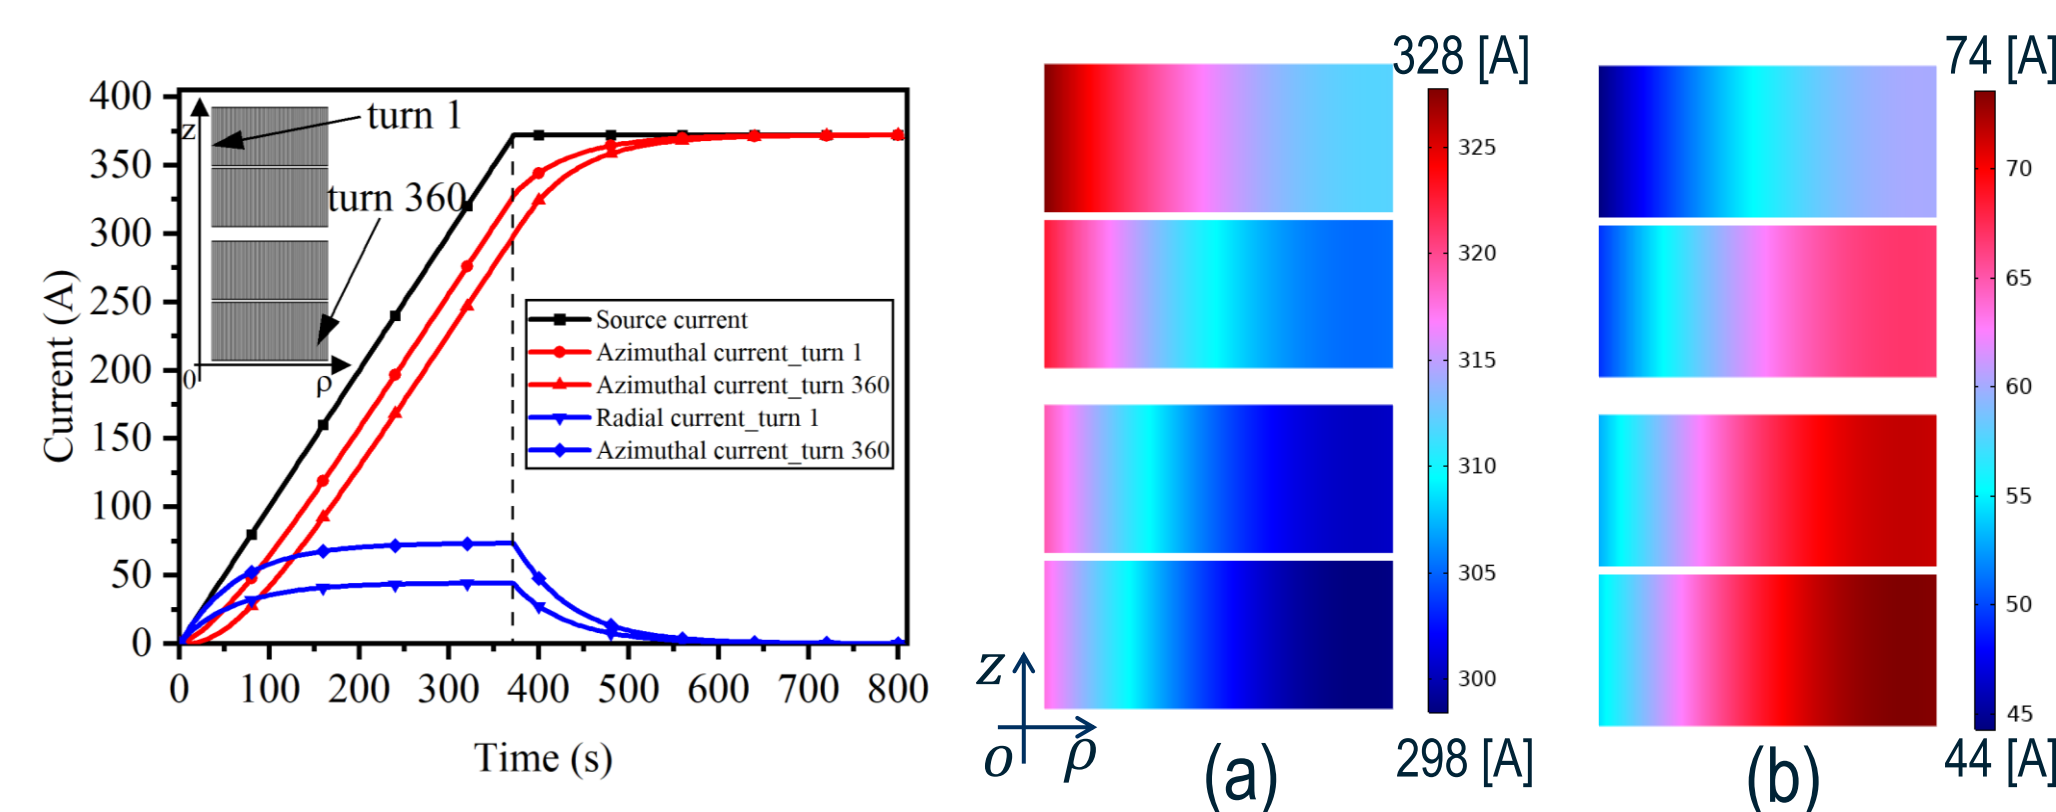 400
350
300
250
200
150
100
50
0
Current (A)
0
100
200
300
400
500
600
700
800
Time (s)
z
turn 1
turn 360
0
ρ
Source current
Azimuthal current_turn 1
Azimuthal current_turn 360
Radial current_turn 1
Azimuthal current_turn 360
328 [A]
325
320
315
310
305
300
298 [A]
z
o
ρ
(a)
74 [A]
70
65
60
55
50
45
44 [A]
(b)